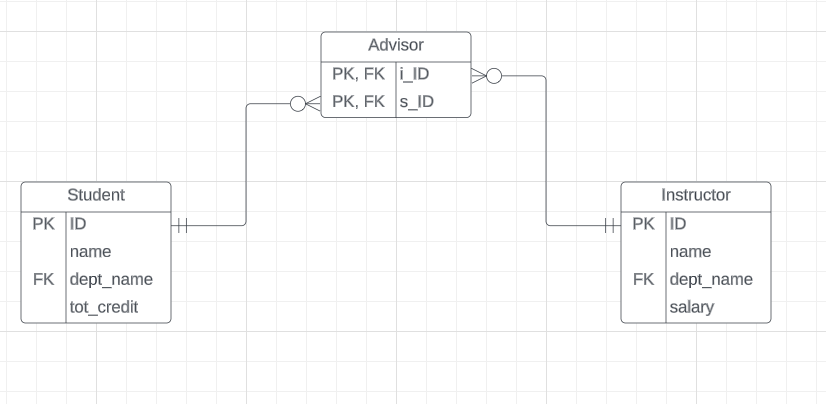 Advisor
PK, FK i_ID
PK, FK s_ID
Student
PK ID
name
FK dept_name
tot_credit
Instructor
PK ID
name
FK dept_name
salary